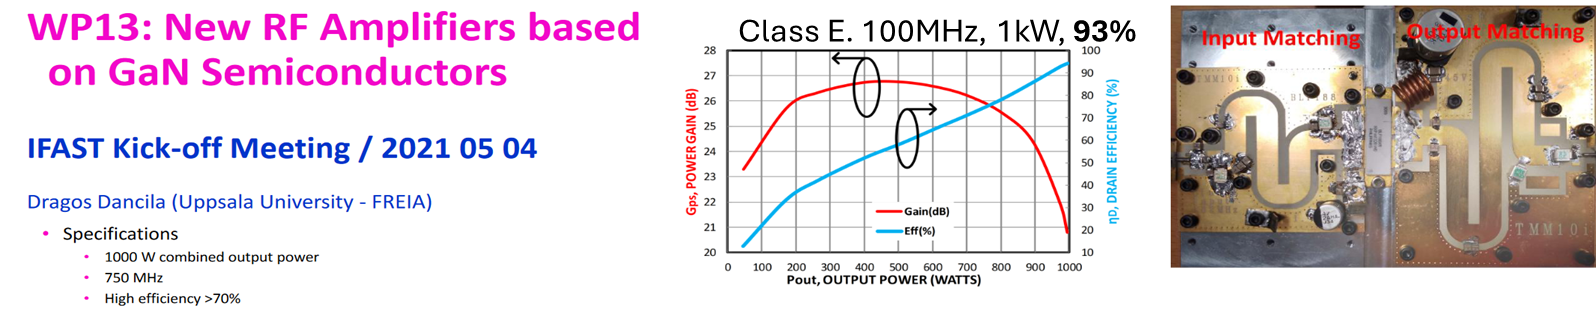 WP13: New RF Amplifiers based
on GaN Semiconductors
IFAST Kick-off Meeting / 2021 05 04
Dragos Dancila (Uppsala University - FREIA)
• Specifications
• 1000 W combined output power
• 750 MHz
• High efficiency >70%
Class E. 100MHz, 1kW, 93%
Gps, POWER GAIN (dB)
28
27
26
25
24
23
22
21
20
100
90
80
70
60
50
40
30
20
10
ηD, DRAIN EFFICIENCY (%)
Gain(dB)
Eff(%)
0 100 200 300 400 500 600 700 800 900 1000
Pout, OUTPUT POWER (WATTS)
Input Matching
Output Matching
TMM10i
TMM10i